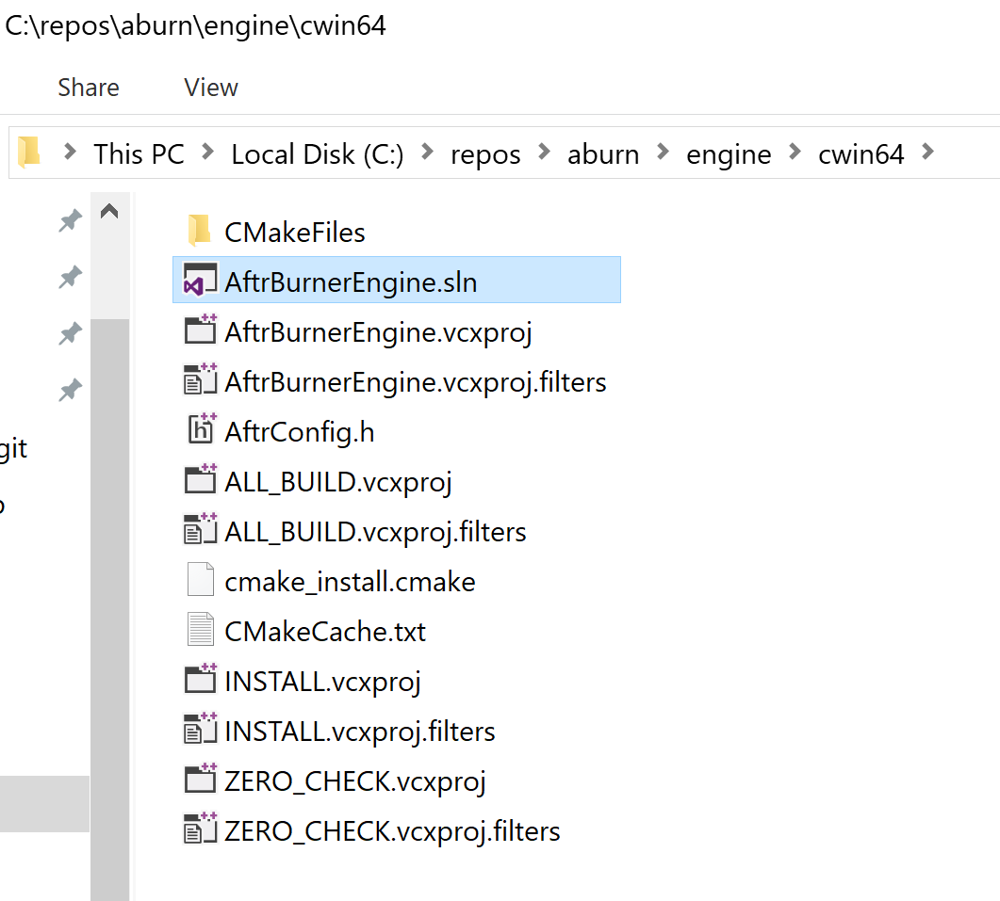 C:\repos\aburn\engine\cwin64
Share View
This PC Local Disk (C:) repos aburn engine cwin64
CMakeFiles
AftrBurnerEngine.sln
AftrBurnerEngine.vcxproj
AftrBurnerEngine.vcxproj.filters
AftrConfig.h
git
ALL_BUILD.vcxproj
ALL_BUILD.vcxproj.filters
cmake_install.cmake
CMakeCache.txt
INSTALL.vcxproj
INSTALL.vcxproj.filters
ZERO_CHECK.vcxproj
ZERO_CHECK.vcxproj.filters